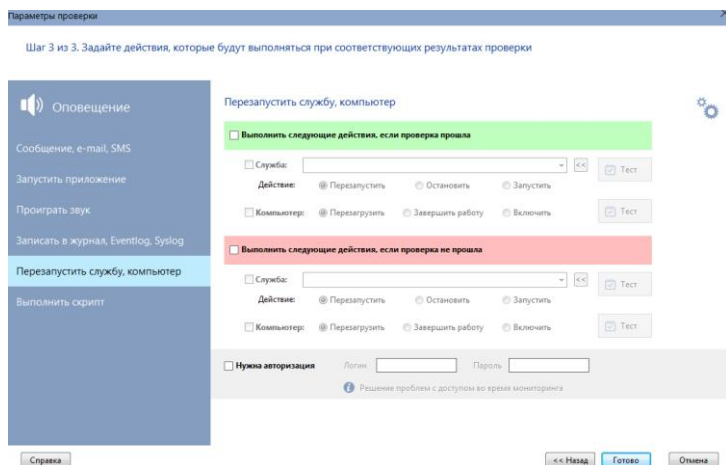 Параметры проверки
Шаг 3 из 3. Задайте действия, которые будут выполняться при соответствующих результатах проверки
Оповещение
Сообщение, e-mail, SMS
Запустить приложение
Проиграть звук
Записать в журнал, Eventlog, Syslog
Перезапустить службу, компьютер
Выполнить скрипт
Перезапустить службу, компьютер
Выполнить следующие действия, если проверка прошла
Служба: << Тест
Действие: Перезапустить Остановить Запустить
Компьютер: Перезагрузить Завершить работу Включить Тест
Выполнить следующие действия, если проверка не прошла
Служба: << Тест
Действие: Перезапустить Остановить Запустить
Компьютер: Перезагрузить Завершить работу Включить Тест
Нужна авторизация Логин Пароль
Решение проблем с доступом во время мониторинга
Справка << Назад Готово Отмена